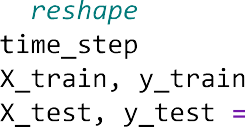 reshape
time_step
X_train, y_train
X_test, y_test =